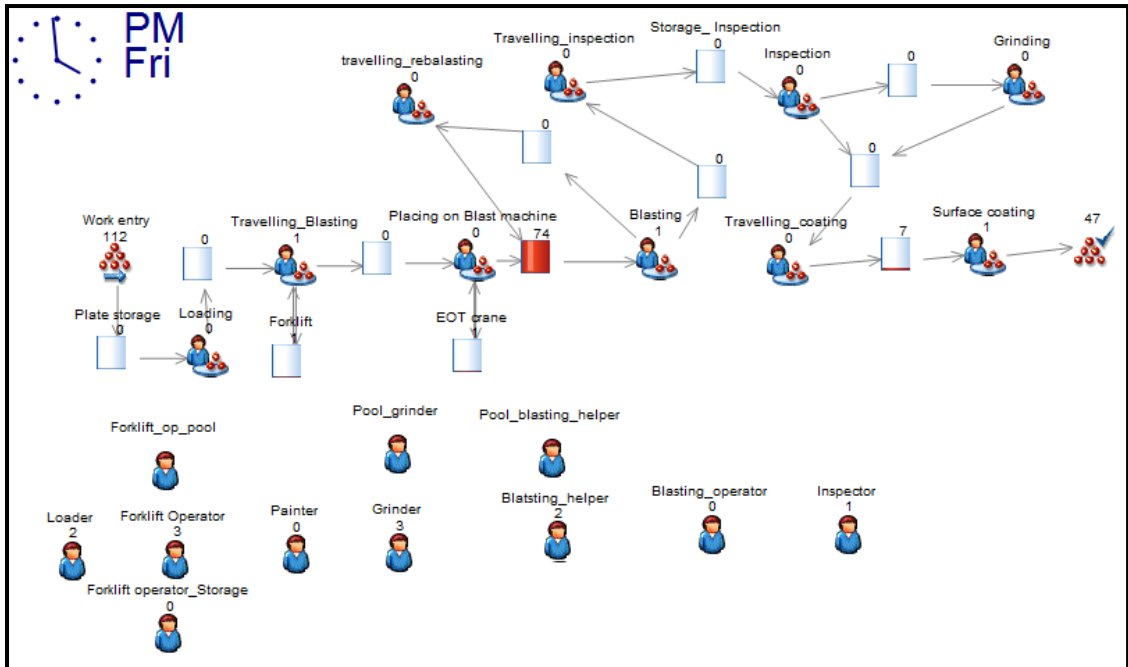 PM
Fri
travelling_rebalasting
0
Travelling_inspection
0
Storage_ Inspection
0
Inspection
0
0
Grinding
0
0
0
0
Work entry
112
0
Travelling_Blasting
1
0
Placing on Blast machine
0
74
Blasting
1
Travelling_coating
0
7
Surface coating
1
47
Plate storage
0
Loading
0
Forklift
1
EOT crane
1
Forklift_op_pool
Pool_grinder
Pool_blasting_helper
Loader
2
Forklift Operator
3
Painter
0
Grinder
3
Blatsting_helper
2
Blasting_operator
0
Inspector
1
Forklift operator_Storage
0